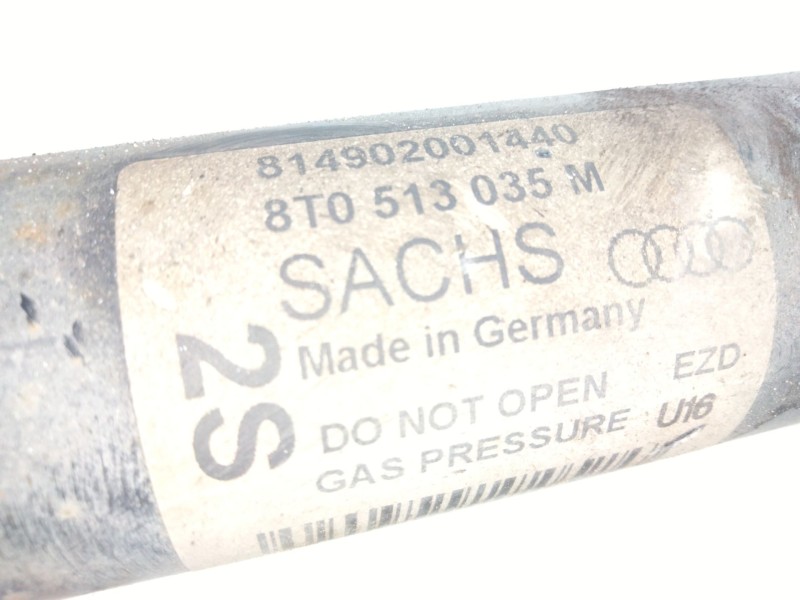 814902001440
8T0 513 035 M
SACHS
Made in Germany
2S
DO NOT OPEN EZD
GAS PRESSURE U16